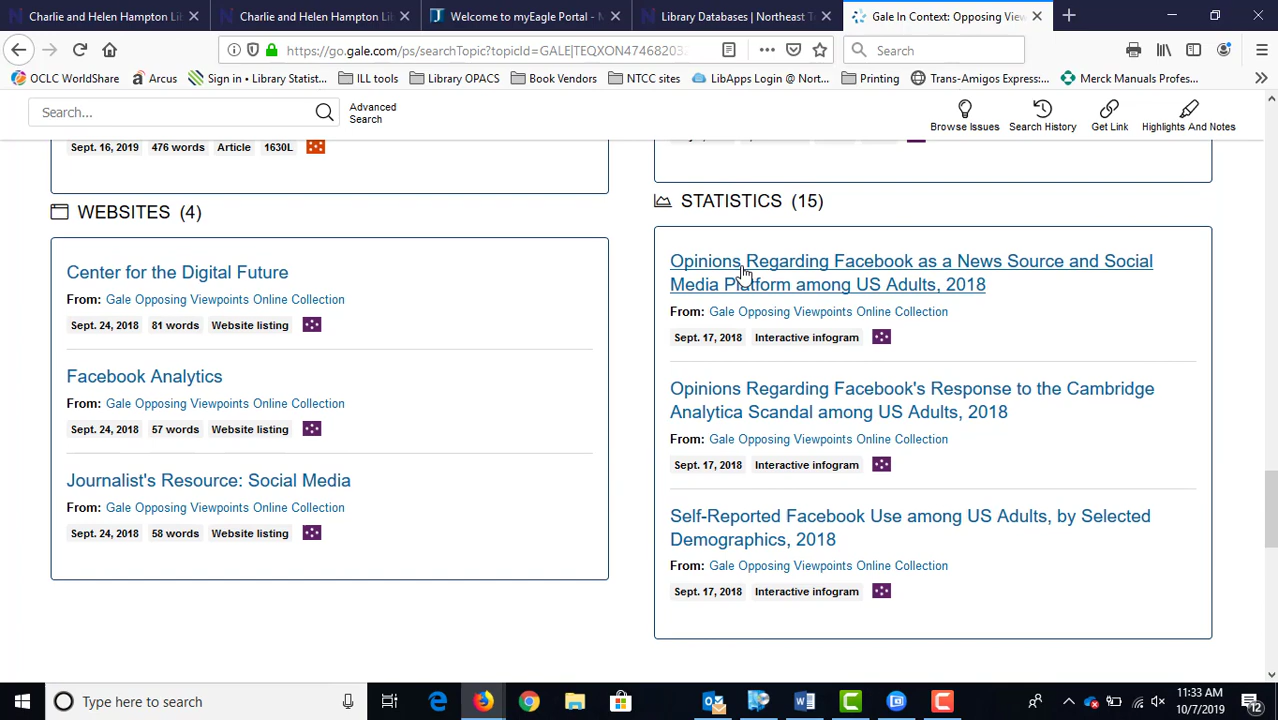 Charlie and Helen Hampton Li
Charlie and Helen Hampton Li
Welcome to myEagle Portal -
Library Databases | Northeast T
Gale In Context: Opposing View
https://go.gale.com/ps/searchTopic?topicId=GALE|TEQXON474682032
Search
OCLC WorldShare
Arcus
Sign in • Library Statist...
ILL tools
Library OPACS
Book Vendors
NTCC sites
LibApps Login @ Nort...
Printing
Trans-Amigos Express:...
Merck Manuals Profes...
Search...
Advanced
Search
Browse Issues
Search History
Get Link
Highlights And Notes
Sept. 16, 2019 476 words Article 1630L
WEBSITES (4)
Center for the Digital Future
From: Gale Opposing Viewpoints Online Collection
Sept. 24, 2018 81 words Website listing
Facebook Analytics
From: Gale Opposing Viewpoints Online Collection
Sept. 24, 2018 57 words Website listing
Journalist's Resource: Social Media
From: Gale Opposing Viewpoints Online Collection
Sept. 24, 2018 58 words Website listing
STATISTICS (15)
Opinions Regarding Facebook as a News Source and Social
Media Platform among US Adults, 2018
From: Gale Opposing Viewpoints Online Collection
Sept. 17, 2018 Interactive infogram
Opinions Regarding Facebook's Response to the Cambridge
Analytica Scandal among US Adults, 2018
From: Gale Opposing Viewpoints Online Collection
Sept. 17, 2018 Interactive infogram
Self-Reported Facebook Use among US Adults, by Selected
Demographics, 2018
From: Gale Opposing Viewpoints Online Collection
Sept. 17, 2018 Interactive infogram
Type here to search
11:33 AM
10/7/2019
12